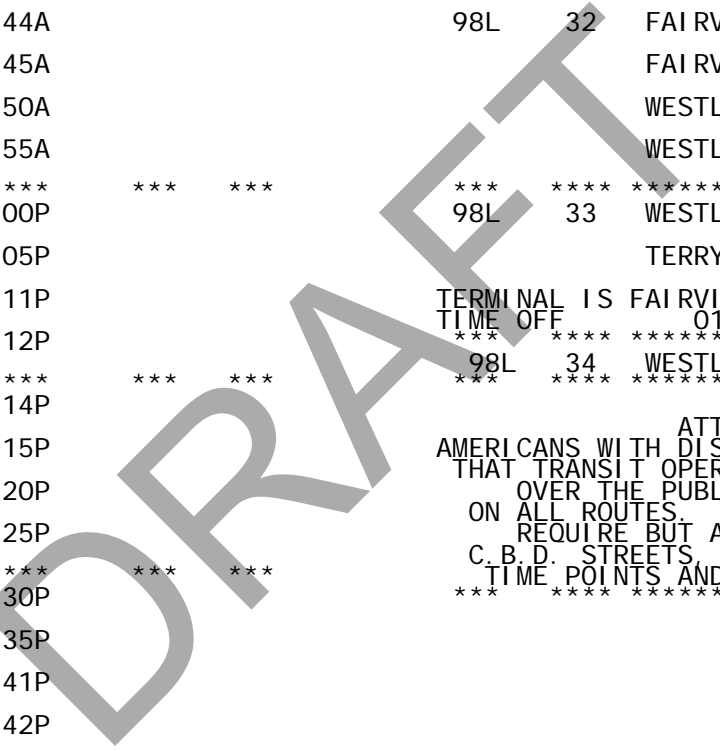 44A 98L 32 FAIRV
45A FAIRV
50A WESTL
55A WESTL
*** *** *** *** **** ******
00P 98L 33 WESTL
05P TERRY
11P TERMINAL IS FAIRVI
TIME OFF 01
12P *** **** ******
98L 34 WESTL
*** *** *** *** **** ******
14P
ATT
15P AMERICANS WITH DIS
THAT TRANSIT OPER
20P OVER THE PUBL
ON ALL ROUTES.
25P REQUIRE BUT A
C.B.D. STREETS,
*** *** *** TIME POINTS AND
30P *** **** ******
35P
41P
42P
DRAFT